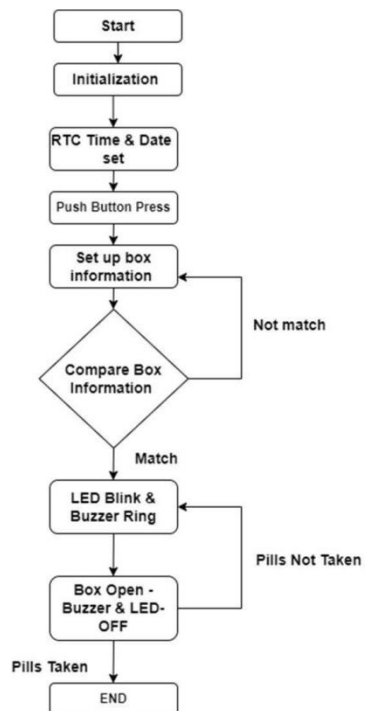 Start
Initialization
RTC Time & Date
set
Push Button Press
Set up box
information
Not match
Compare Box
Information
Match
LED Blink &
Buzzer Ring
Pills Not Taken
Box Open -
Buzzer & LED-
OFF
Pills Taken
END